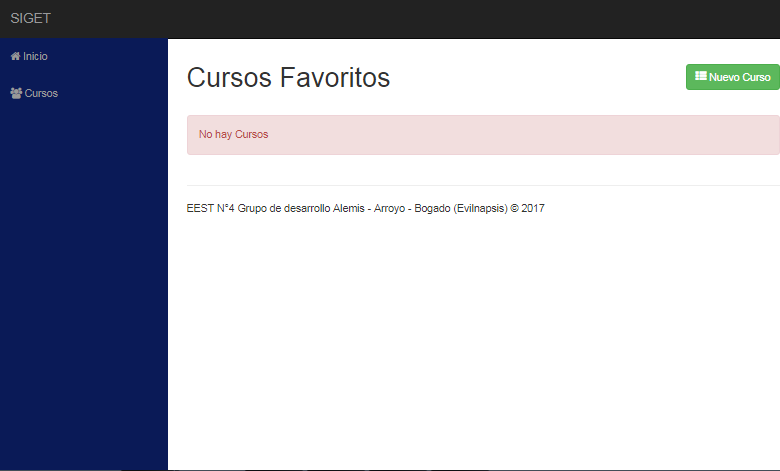 SIGET
Inicio
Cursos
Cursos Favoritos
Nuevo Curso
No hay Cursos
EEST N°4 Grupo de desarrollo Alemis - Arroyo - Bogado (Evilnapsis) © 2017